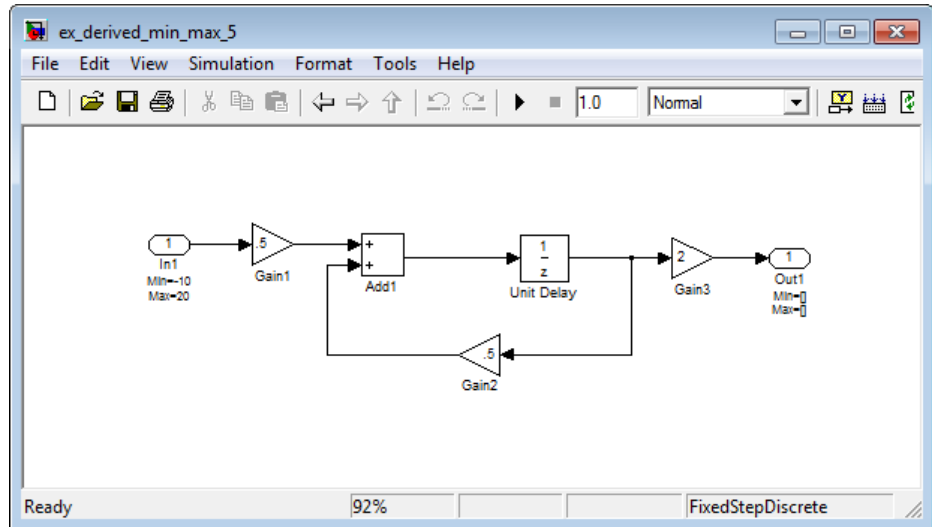 ex_derived_min_max_5
File Edit View Simulation Format Tools Help
1.0 Normal
1
In1
Min=-10
Max=20
.5
Gain1
+
+
Add1
1
z
Unit Delay
2
Gain3
1
Out1
Min=[]
Max=[]
.5
Gain2
Ready 92% FixedStepDiscrete